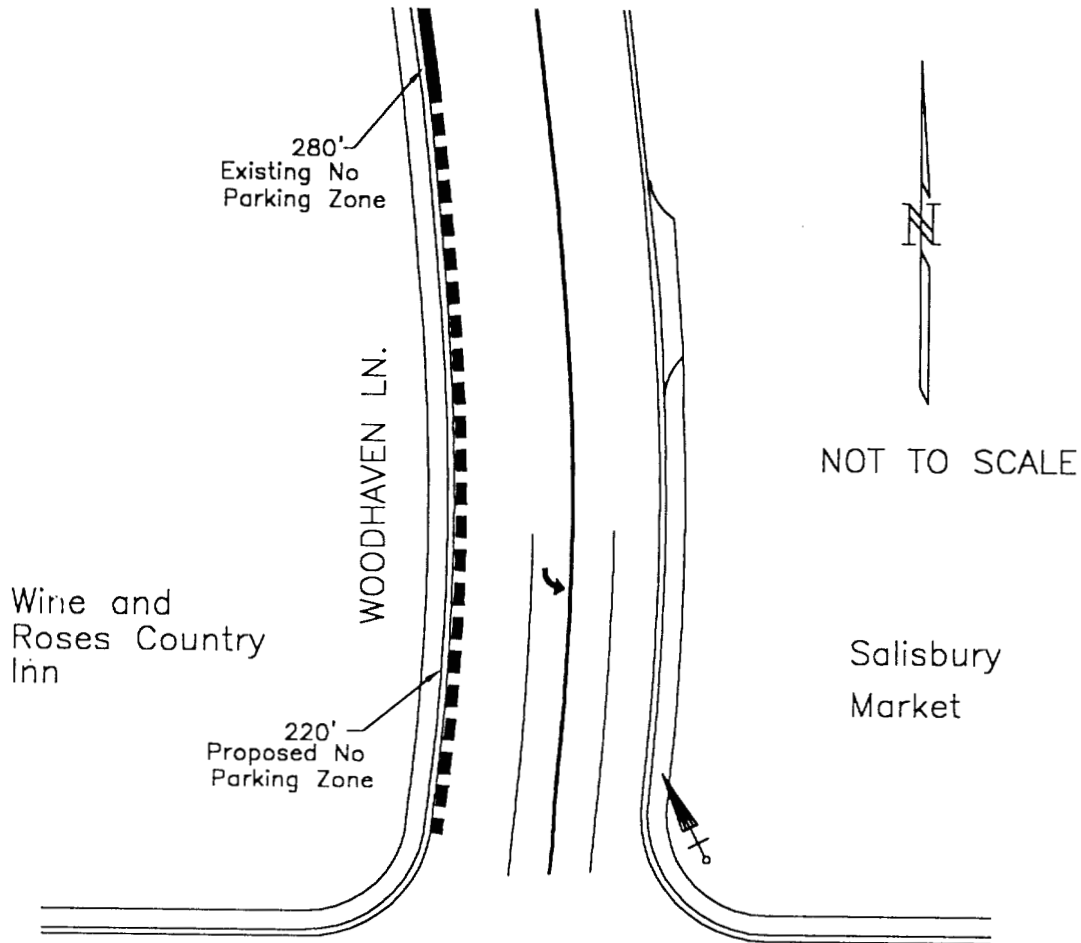 280'
Existing No
Parking Zone
N
WOODHAVEN LN.
NOT TO SCALE
Wine and
Roses Country
Inn
Salisbury
Market
220'
Proposed No
Parking Zone